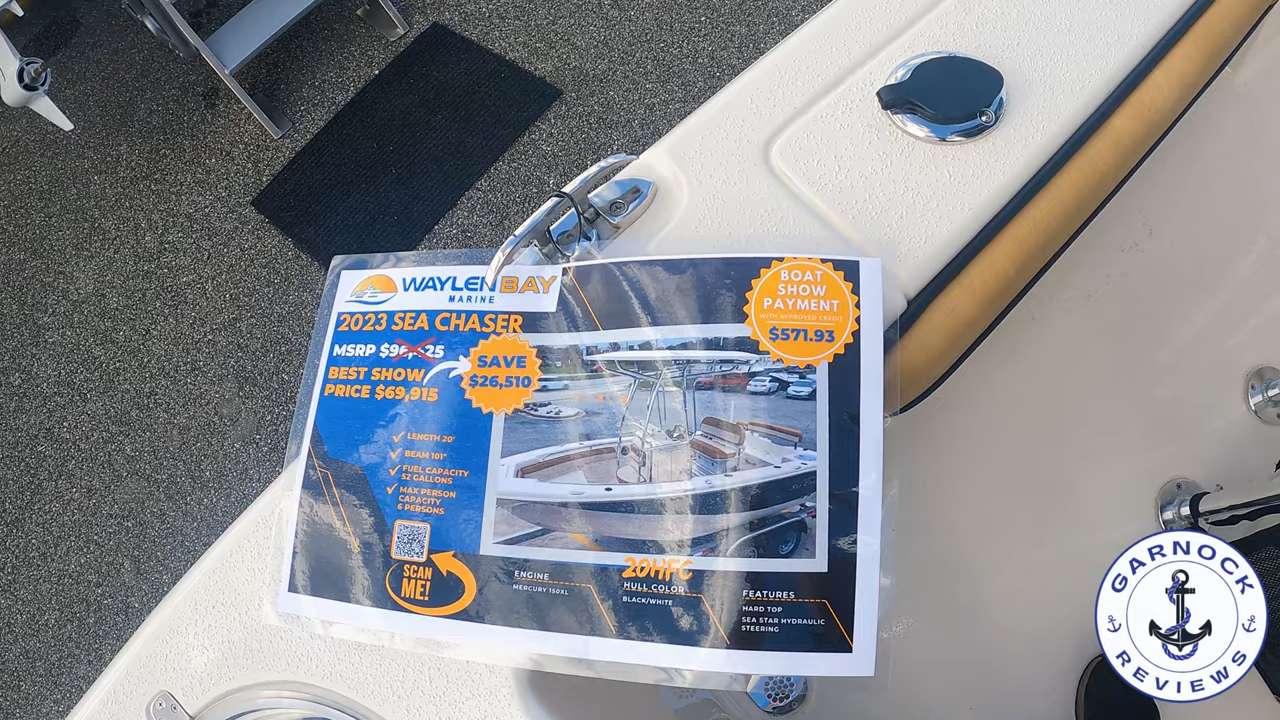 WAYLEN BAY
MARINE
2023 SEA CHASER
MSRP
BEST SHOW
PRICE $69,915
SAVE
$26,510
LENGTH 20'
BEAM 101"
FUEL CAPACITY
52 GALLONS
MAX PERSON
CAPACITY
6 PERSONS
SCAN
ME!
BOAT
SHOW
PAYMENT
WITH APPROVED CREDIT
$571.93
ENGINE
MERCURY 150XL
20HFC
HULL COLOR
BLACK/WHITE
FEATURES
HARD TOP
SEA STAR HYDRAULIC
STEERING
GARNOCK
REVIEWS